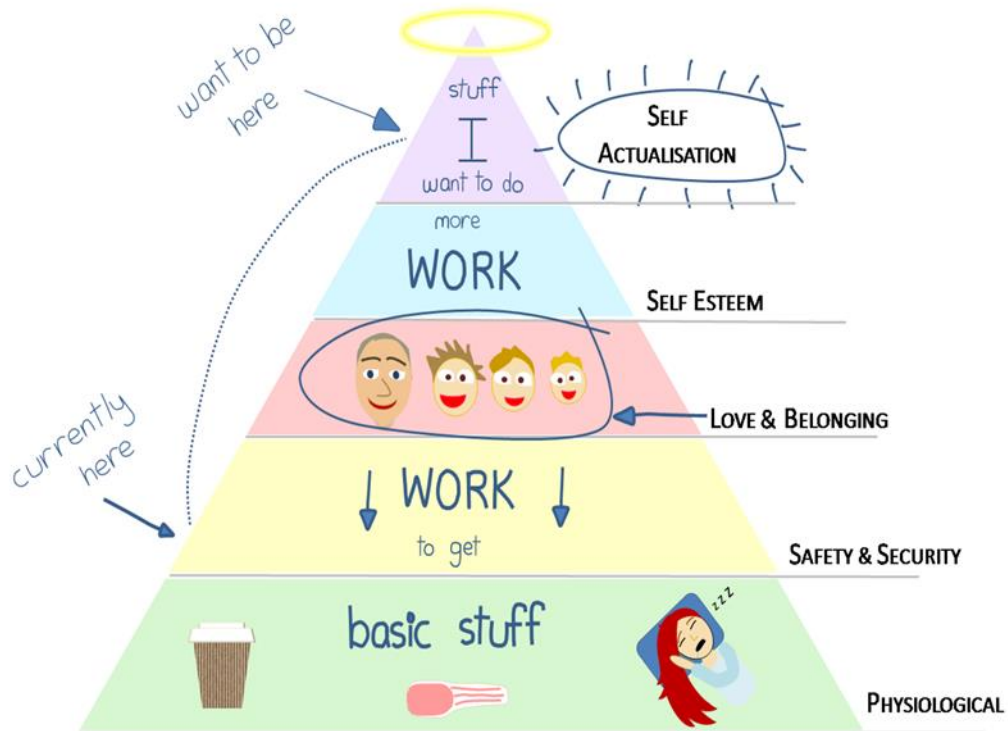 want to be
here
stuff
I
want to do
SELF
ACTUALISATION
more
WORK
SELF ESTEEM
LOVE & BELONGING
currently
here
WORK
to get
SAFETY & SECURITY
basic stuff
zzz
PHYSIOLOGICAL